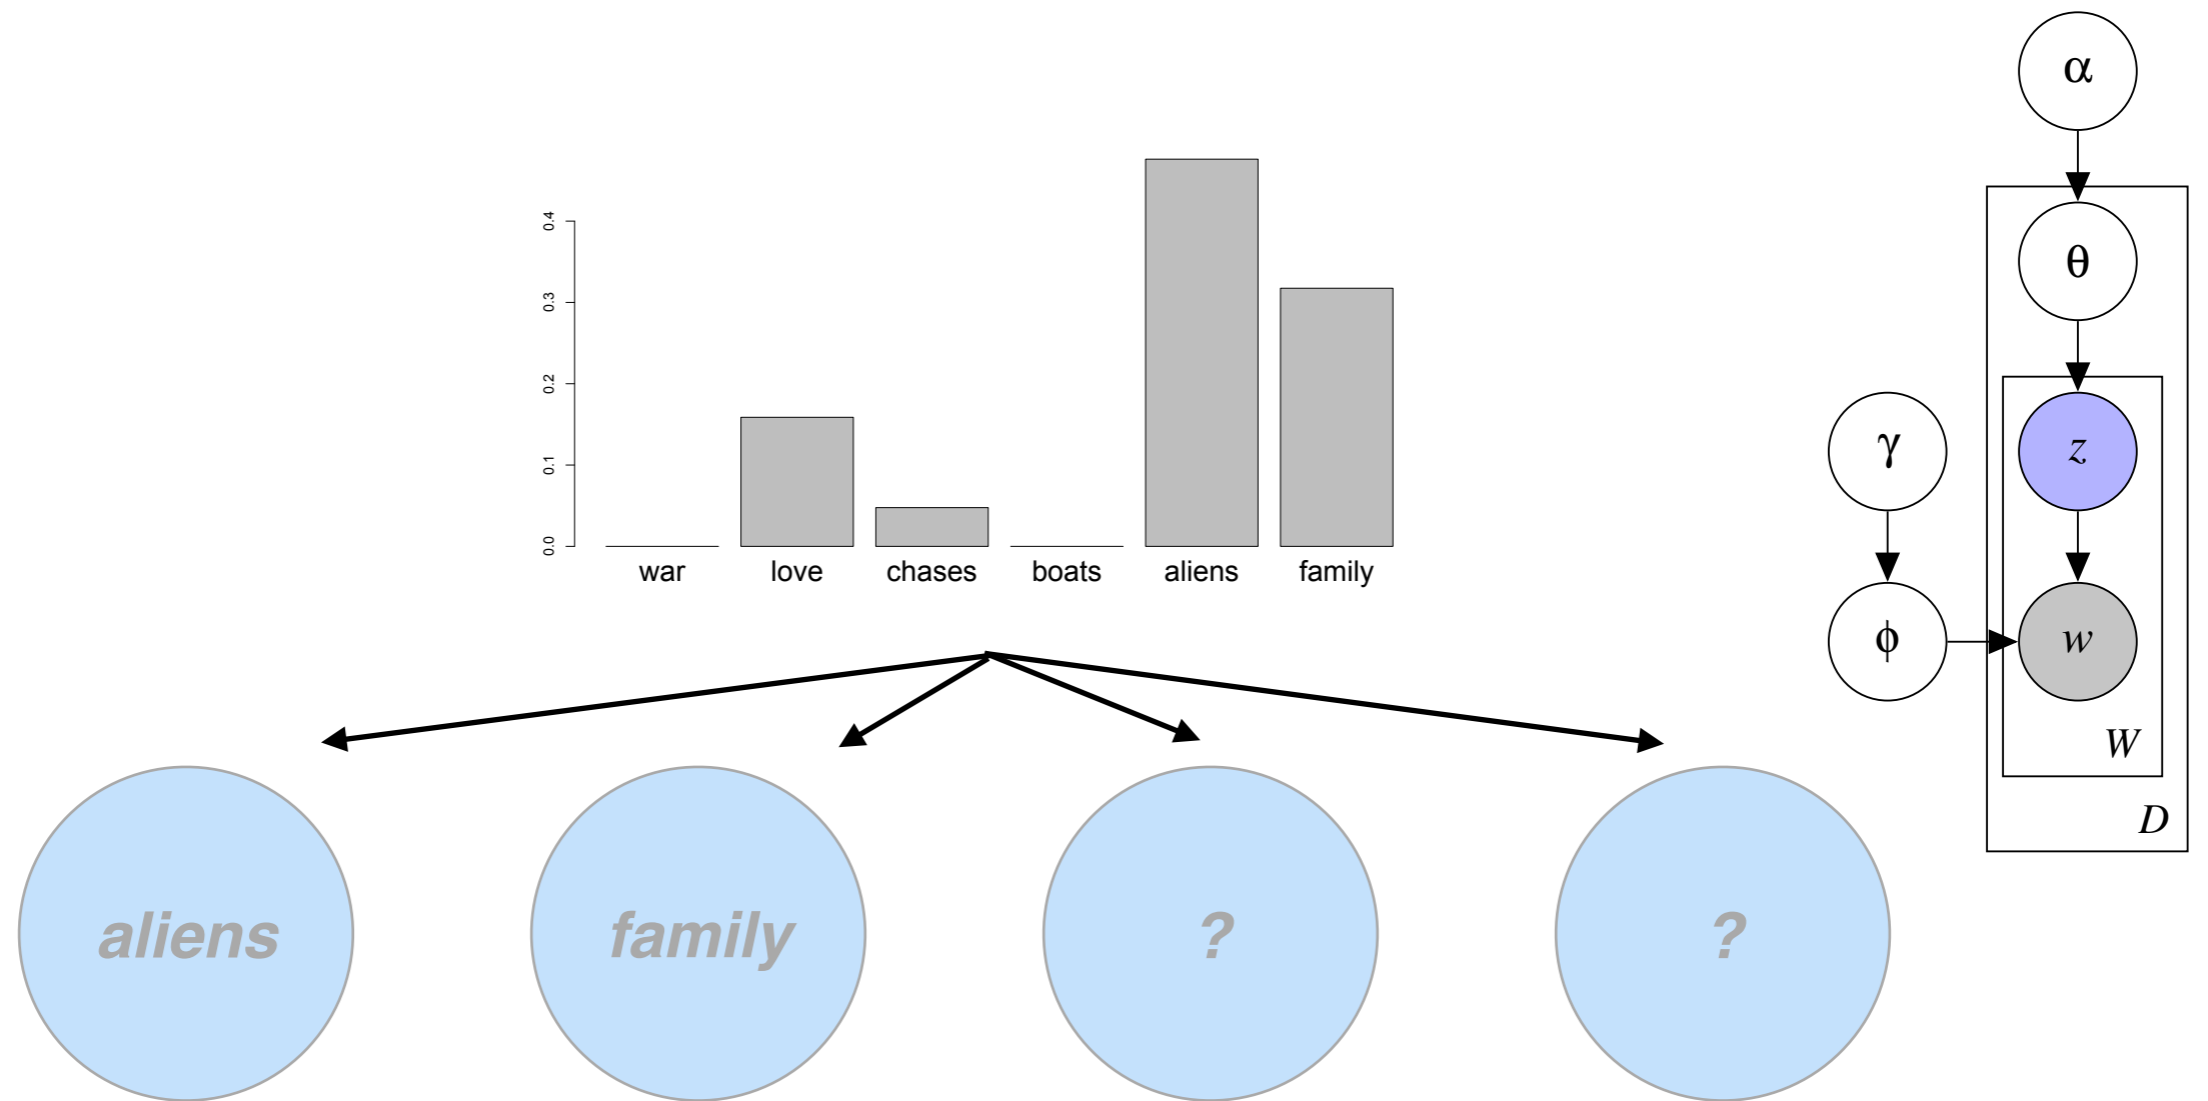 α
θ
γ
z
ϕ
w
W
D
0.4
0.3
0.2
0.1
0.0
war love chases boats aliens family
aliens family ? ?